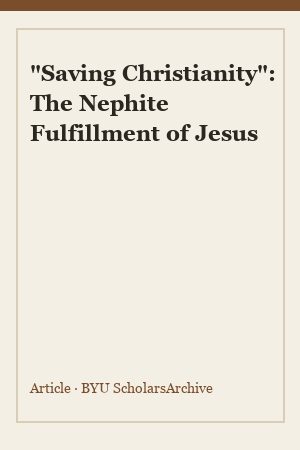 "Saving Christianity":
The Nephite
Fulfillment of Jesus
Article · BYU ScholarsArchive